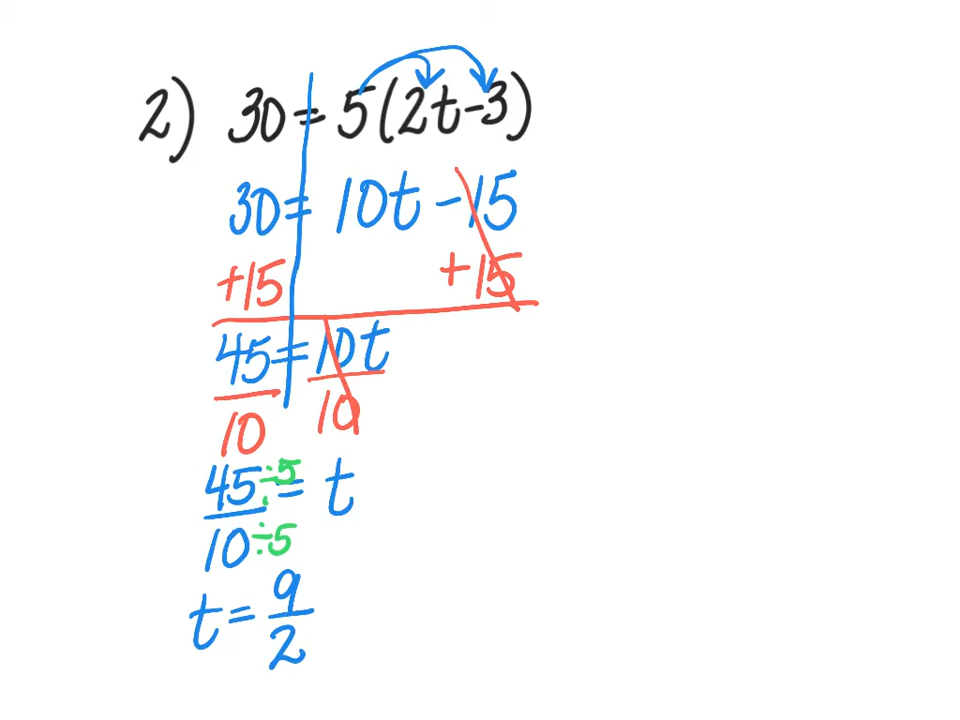 2) 30 = 5(2t-3)
30 = 10t - 15
+15 +15
45 = 10t
10 10
45 ÷5 = t
10 ÷5
t = 9
2